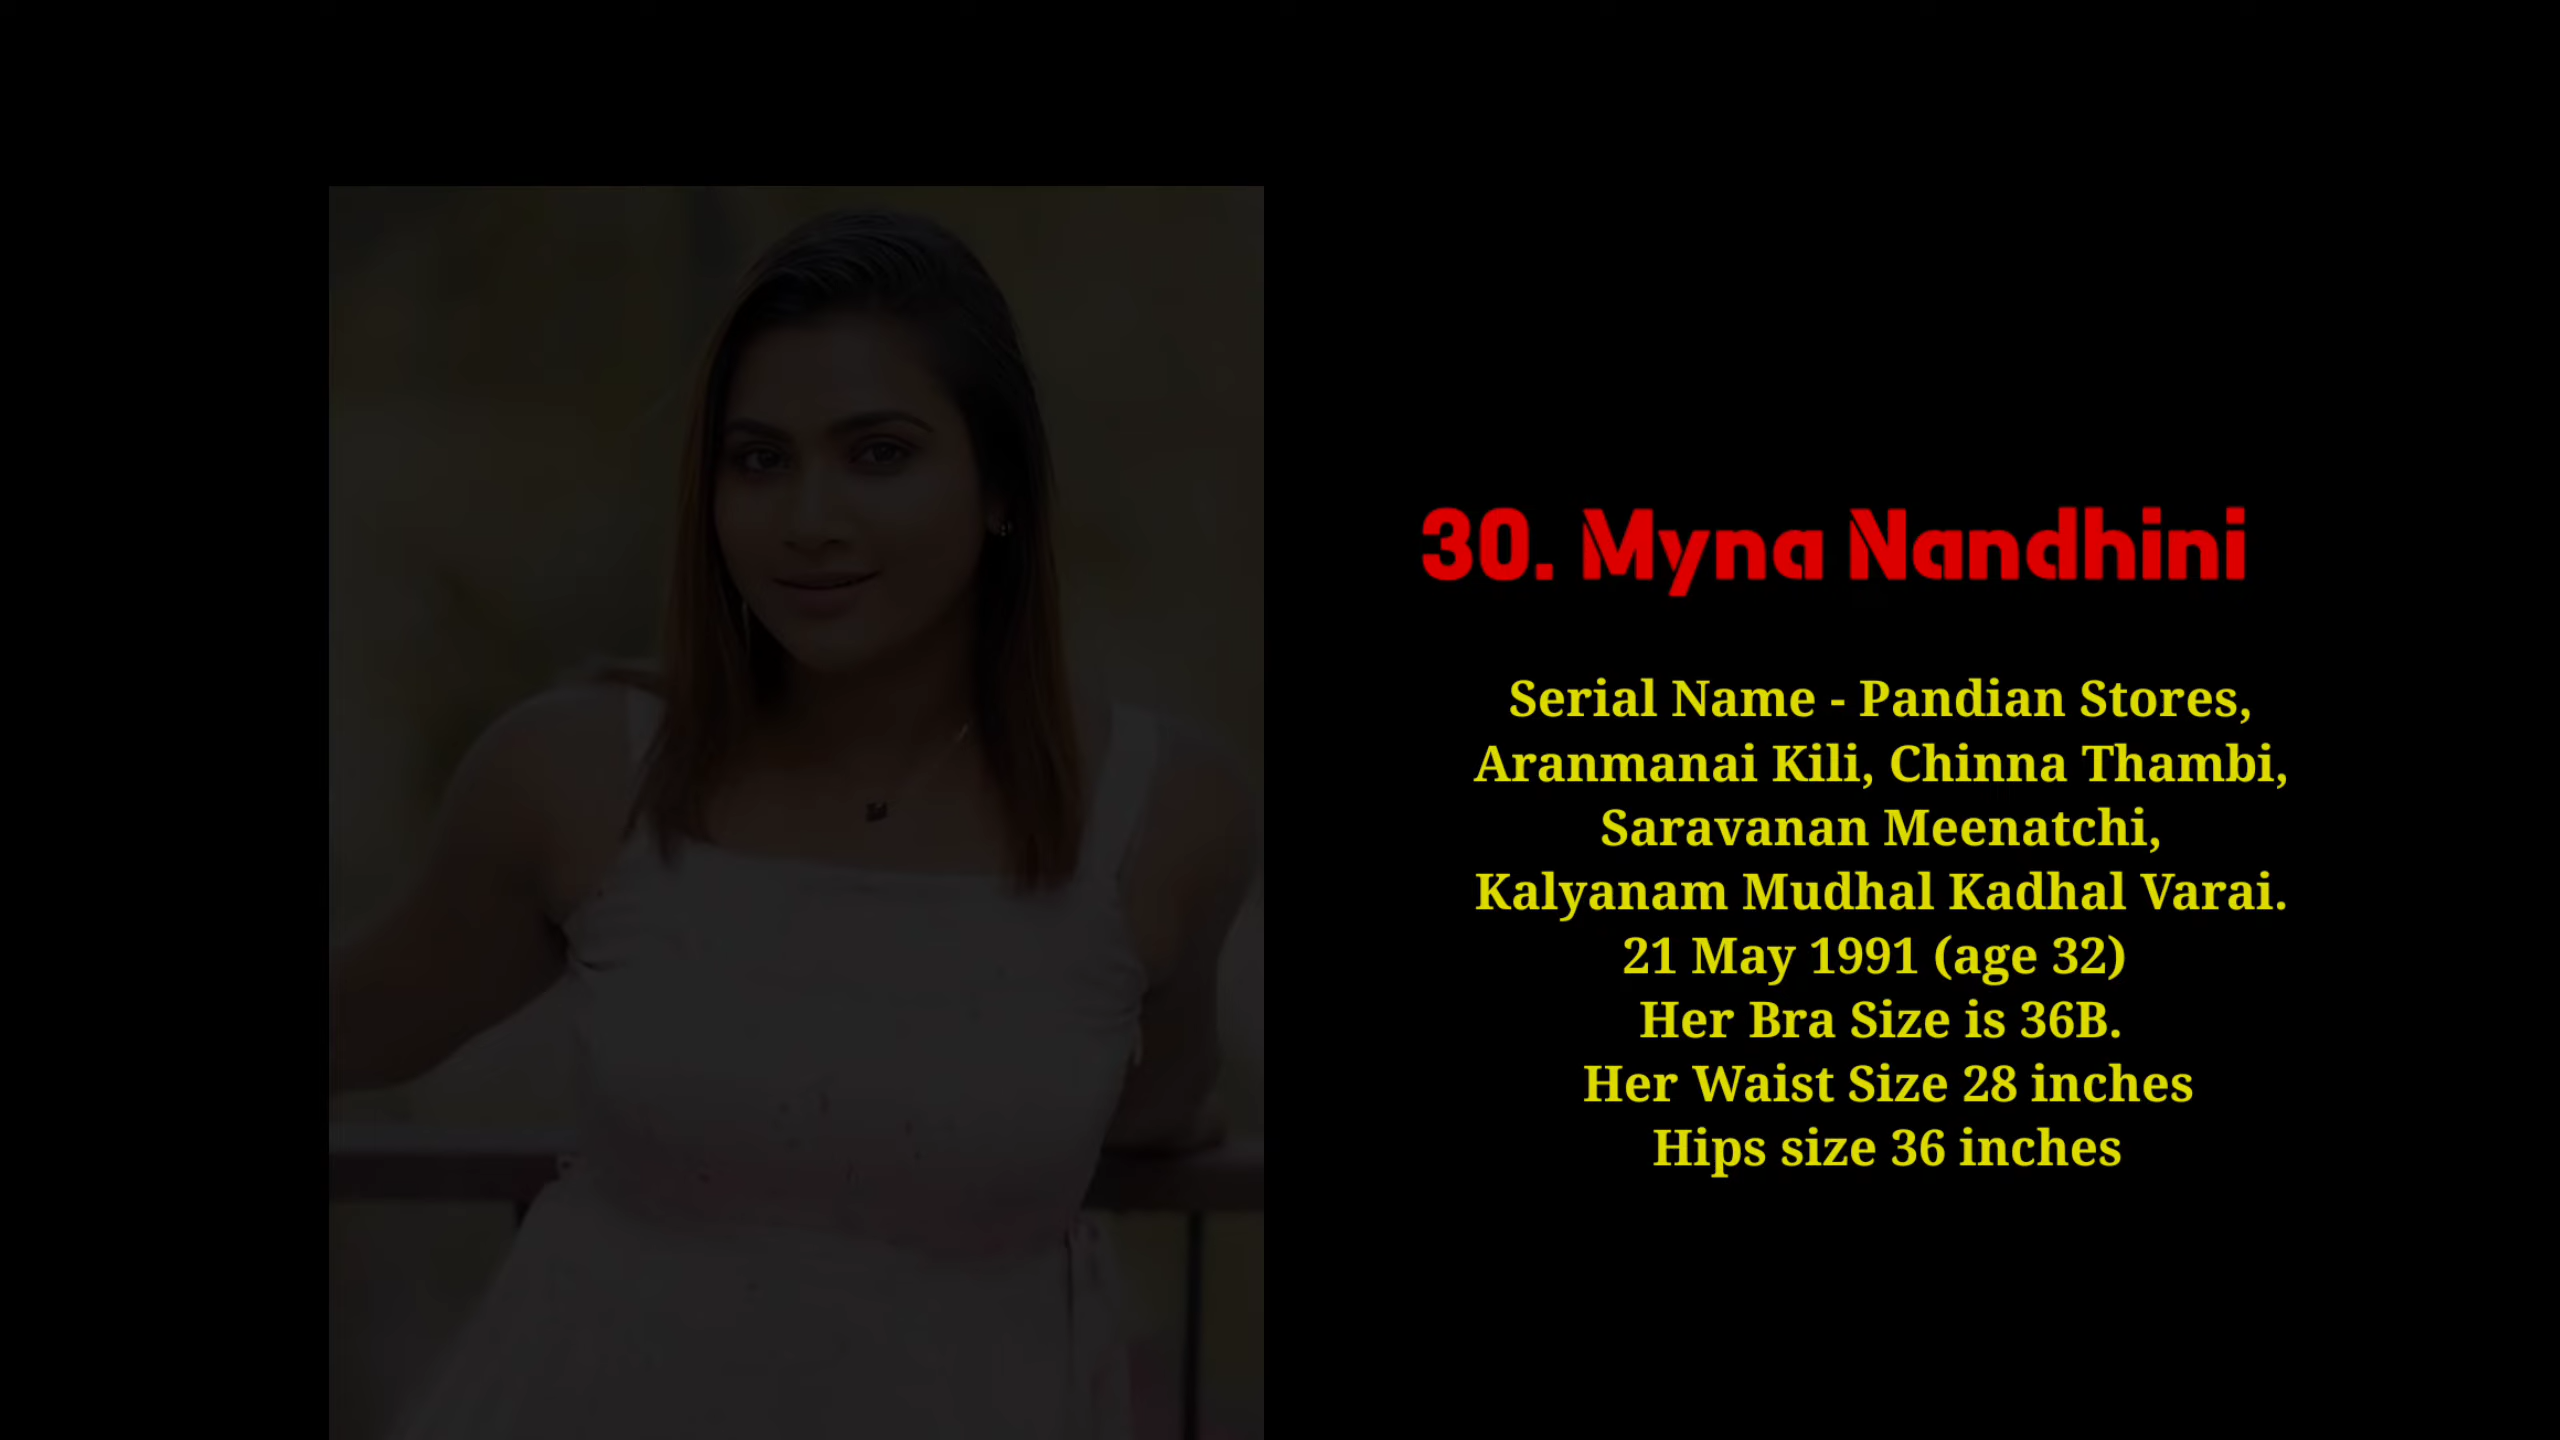 30. Myna Nandhini
Serial Name - Pandian Stores,
Aranmanai Kili, Chinna Thambi,
Saravanan Meenatchi,
Kalyanam Mudhal Kadhal Varai.
21 May 1991 (age 32)
Her Bra Size is 36B.
Her Waist Size 28 inches
Hips size 36 inches